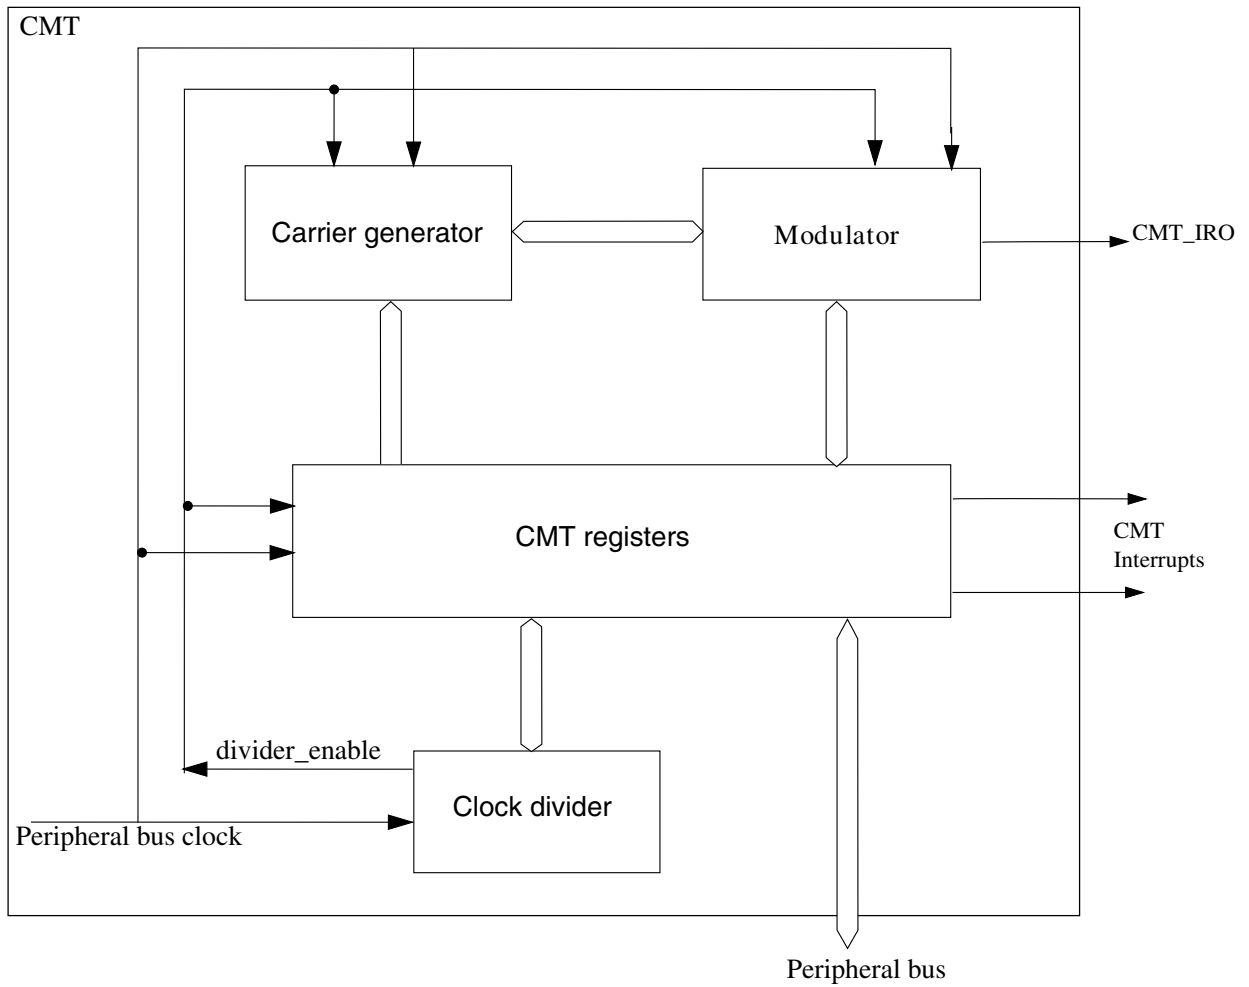 CMT
Carrier generator
Modulator
CMT_IRO
CMT registers
CMT
Interrupts
divider_enable
Clock divider
Peripheral bus clock
Peripheral bus